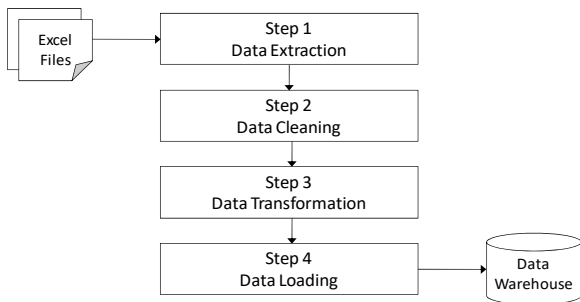 Excel
Files
Step 1
Data Extraction
Step 2
Data Cleaning
Step 3
Data Transformation
Step 4
Data Loading
Data
Warehouse